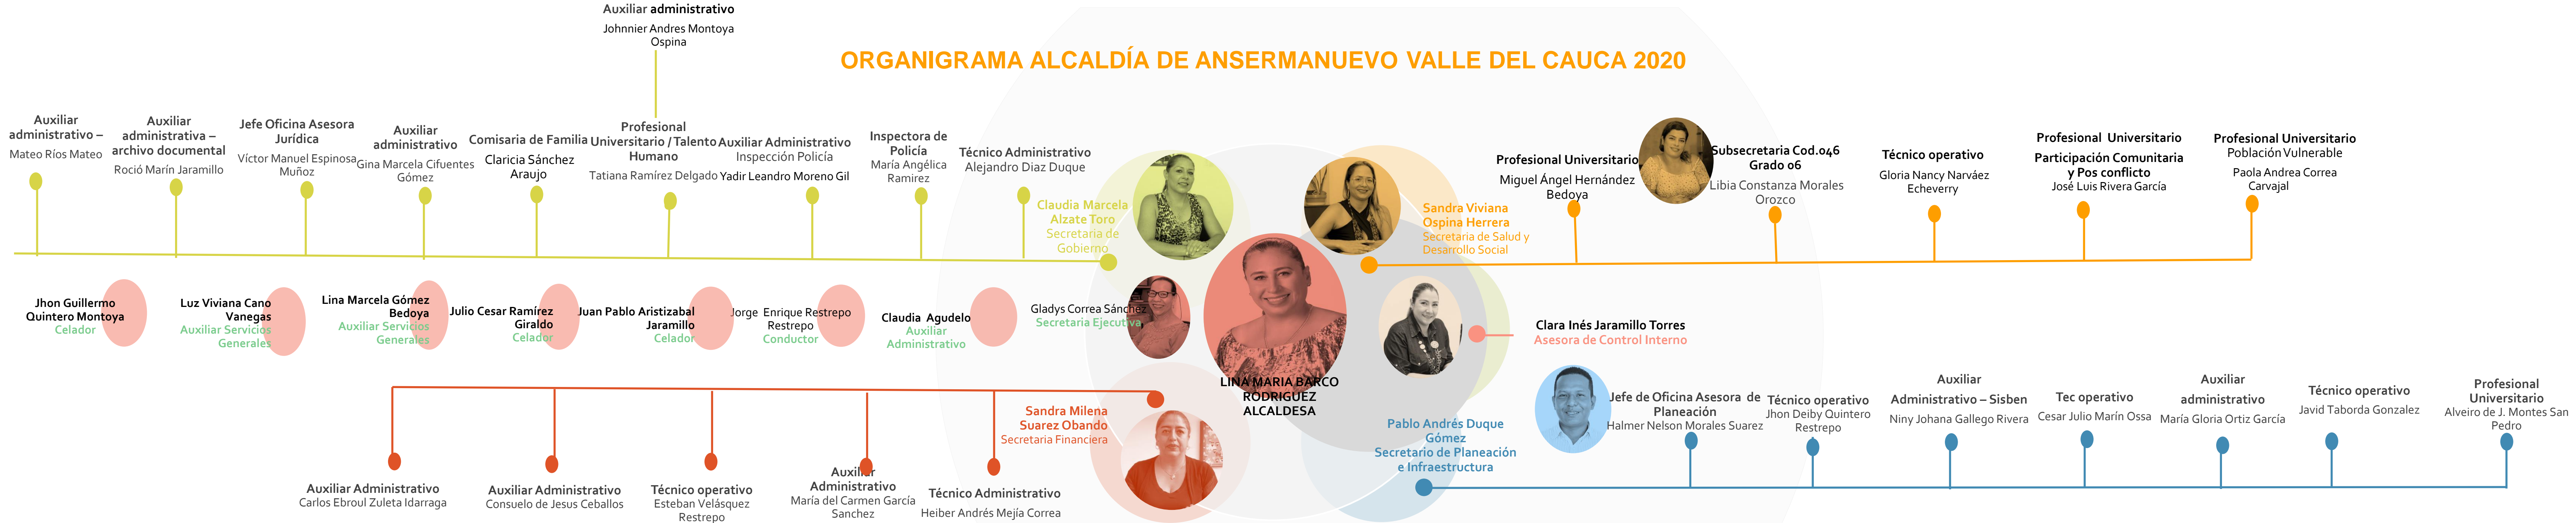 Auxiliar administrativo
Johnnier Andres Montoya
Ospina
ORGANIGRAMA ALCALDÍA DE ANSERMANUEVO VALLE DEL CAUCA 2020
Auxiliar
administrativo –
Mateo Ríos Mateo
Auxiliar
administrativa –
archivo documental
Roció Marín Jaramillo
Jefe Oficina Asesora
Jurídica
Víctor Manuel Espinosa
Muñoz
Auxiliar
administrativo
Gina Marcela Cifuentes
Gómez
Comisaria de Familia
Claricia Sánchez
Araujo
Profesional
Universitario / Talento
Humano
Tatiana Ramírez Delgado
Auxiliar Administrativo
Inspección Policía
Yadir Leandro Moreno Gil
Inspectora de
Policía
María Angélica
Ramirez
Técnico Administrativo
Alejandro Diaz Duque
Claudia Marcela
Alzate Toro
Secretaria de
Gobierno
Sandra Viviana
Ospina Herrera
Secretaria de Salud y
Desarrollo Social
Profesional Universitario
Miguel Ángel Hernández
Bedoya
Subsecretaria Cod.046
Grado 06
Libia Constanza Morales
Orozco
Técnico operativo
Gloria Nancy Narváez
Echeverry
Profesional Universitario
Participación Comunitaria
y Pos conflicto
José Luis Rivera García
Profesional Universitario
Población Vulnerable
Paola Andrea Correa
Carvajal
Jhon Guillermo
Quintero Montoya
Celador
Luz Viviana Cano
Vanegas
Auxiliar Servicios
Generales
Lina Marcela Gómez
Bedoya
Auxiliar Servicios
Generales
Julio Cesar Ramírez
Giraldo
Celador
Juan Pablo Aristizabal
Jaramillo
Celador
Jorge Enrique Restrepo
Restrepo
Conductor
Claudia Agudelo
Auxiliar
Administrativo
Gladys Correa Sánchez
Secretaria Ejecutiva
LINA MARIA BARCO
RODRIGUEZ
ALCALDESA
Clara Inés Jaramillo Torres
Asesora de Control Interno
Sandra Milena
Suarez Obando
Secretaria Financiera
Auxiliar Administrativo
Carlos Ebroul Zuleta Idarraga
Auxiliar Administrativo
Consuelo de Jesus Ceballos
Técnico operativo
Esteban Velásquez
Restrepo
Auxiliar
Administrativo
María del Carmen García
Sanchez
Técnico Administrativo
Heiber Andrés Mejía Correa
Pablo Andrés Duque
Gómez
Secretario de Planeación
e Infraestructura
Jefe de Oficina Asesora de
Planeación
Halmer Nelson Morales Suarez
Técnico operativo
Jhon Deiby Quintero
Restrepo
Auxiliar
Administrativo – Sisben
Niny Johana Gallego Rivera
Tec operativo
Cesar Julio Marín Ossa
Auxiliar
administrativo
María Gloria Ortiz García
Técnico operativo
Javid Taborda Gonzalez
Profesional
Universitario
Alveiro de J. Montes San
Pedro